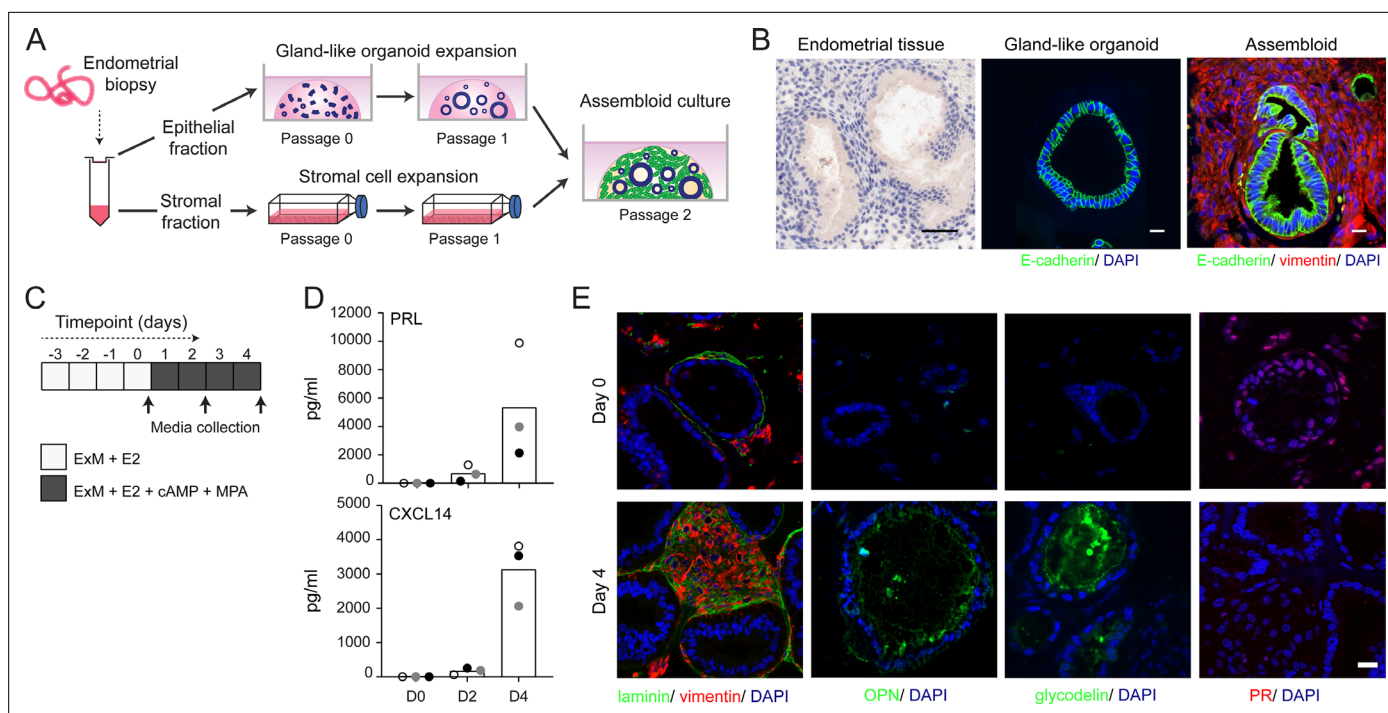 A
Endometrial
biopsy
Epithelial
fraction
Stromal
fraction
Gland-like organoid expansion
Passage 0
Passage 1
Stromal cell expansion
Passage 0
Passage 1
Assembloid culture
Passage 2
B
Endometrial tissue
Gland-like organoid
Assembloid
E-cadherin/ DAPI
E-cadherin/ vimentin/ DAPI
C
Timepoint (days)
-3 -2 -1 0 1 2 3 4
Media collection
ExM + E2
ExM + E2 + cAMP + MPA
D
PRL
pg/ml
12000
10000
8000
6000
4000
2000
0
CXCL14
pg/ml
5000
4000
3000
2000
1000
0
D0 D2 D4
E
Day 0
Day 4
laminin/ vimentin/ DAPI
OPN/ DAPI
glycodelin/ DAPI
PR/ DAPI